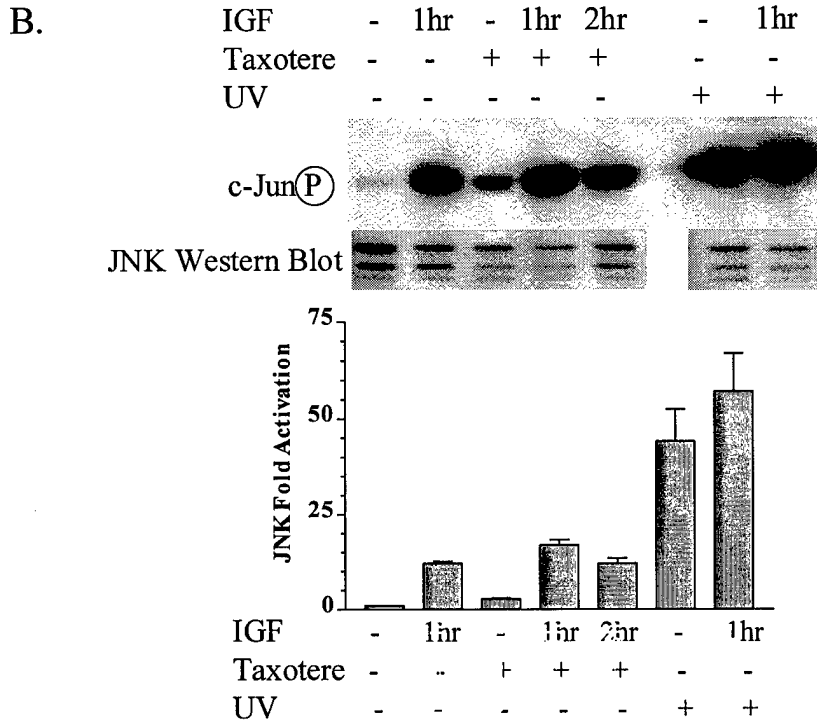 B.
IGF - 1hr - 1hr 2hr - 1hr
Taxotere - - + + + - -
UV - - - - - + +
c-Jun P
JNK Western Blot
75
50
25
0
JNK Fold Activation
IGF - 1hr - 1hr 2hr - 1hr
Taxotere - - + + + - -
UV - - - - - + +